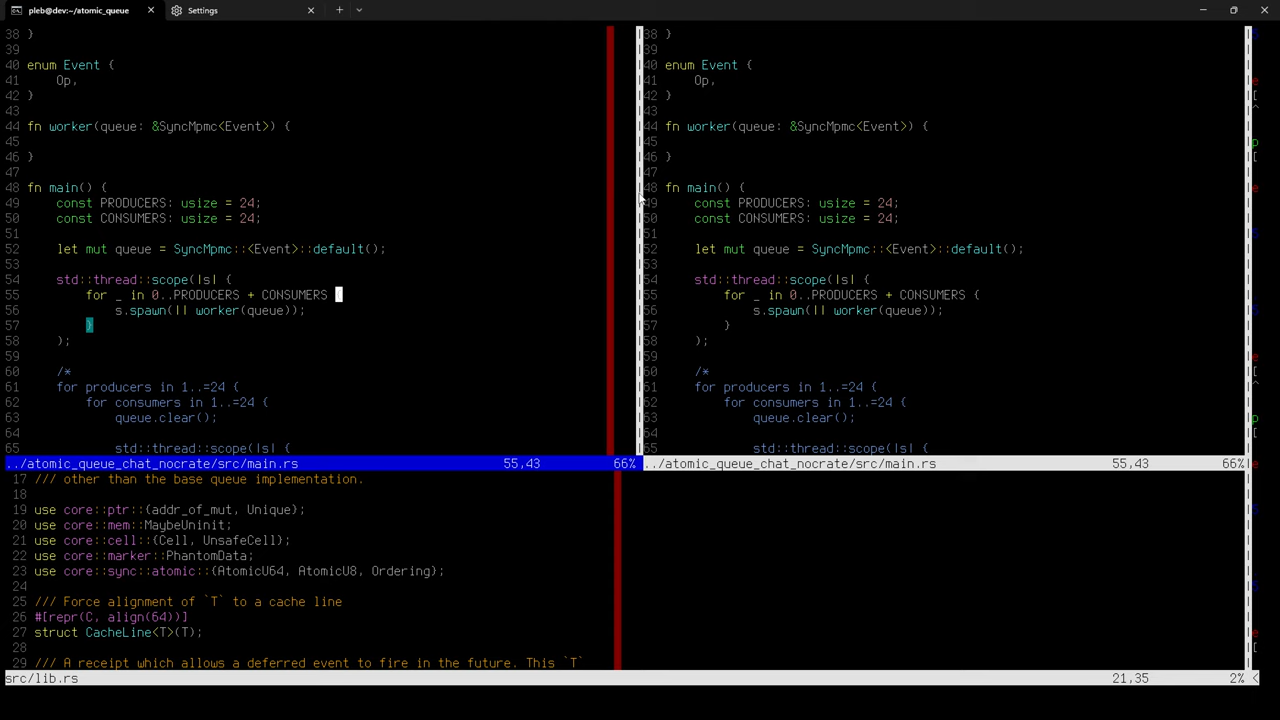 pleb@dev:~/atomic_queue
Settings
38 }
39
40 enum Event {
41     Op,
42 }
43
44 fn worker(queue: &SyncMpmc<Event>) {
45
46 }
47
48 fn main() {
49     const PRODUCERS: usize = 24;
50     const CONSUMERS: usize = 24;
51
52     let mut queue = SyncMpmc::<Event>::default();
53
54     std::thread::scope(|s| {
55         for _ in 0..PRODUCERS + CONSUMERS {
56             s.spawn(|| worker(queue));
57         }
58     );
59
60     /*
61     for producers in 1..=24 {
62         for consumers in 1..=24 {
63             queue.clear();
64
65             std::thread::scope(|s| {
../atomic_queue_chat_nocrate/src/main.rs 55,43 66%
38 }
39
40 enum Event {
41     Op,
42 }
43
44 fn worker(queue: &SyncMpmc<Event>) {
45
46 }
47
48 fn main() {
49     const PRODUCERS: usize = 24;
50     const CONSUMERS: usize = 24;
51
52     let mut queue = SyncMpmc::<Event>::default();
53
54     std::thread::scope(|s| {
55         for _ in 0..PRODUCERS + CONSUMERS {
56             s.spawn(|| worker(queue));
57         }
58     );
59
60     /*
61     for producers in 1..=24 {
62         for consumers in 1..=24 {
63             queue.clear();
64
65             std::thread::scope(|s| {
../atomic_queue_chat_nocrate/src/main.rs 55,43 66%
17 /// other than the base queue implementation.
18
19 use core::ptr::{addr_of_mut, Unique};
20 use core::mem::MaybeUninit;
21 use core::cell::{Cell, UnsafeCell};
22 use core::marker::PhantomData;
23 use core::sync::atomic::{AtomicU64, AtomicU8, Ordering};
24
25 /// Force alignment of `T` to a cache line
26 #[repr(C, align(64))]
27 struct CacheLine<T>(T);
28
29 /// A receipt which allows a deferred event to fire in the future. This `T`
src/lib.rs 21,35 2%